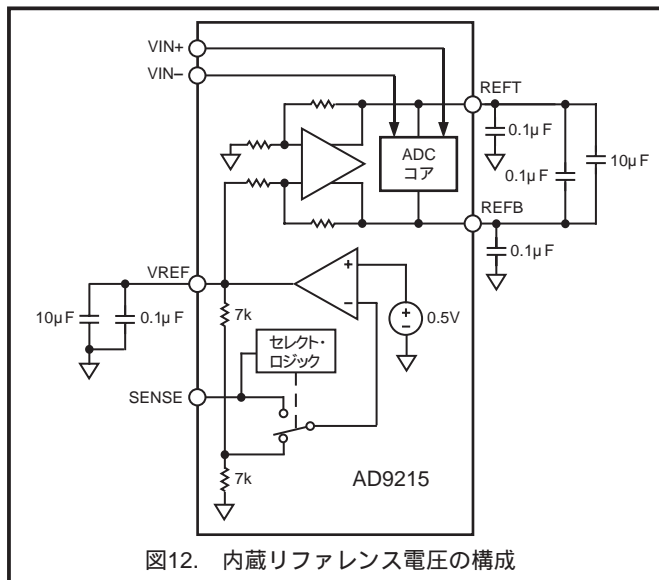 VIN+
VIN–
REFT
0.1µF
ADC
コア
0.1µF
10µF
REFB
0.1µF
VREF
10µF
0.1µF
7k
0.5V
セレクト・
ロジック
SENSE
7k
AD9215
図12. 内蔵リファレンス電圧の構成